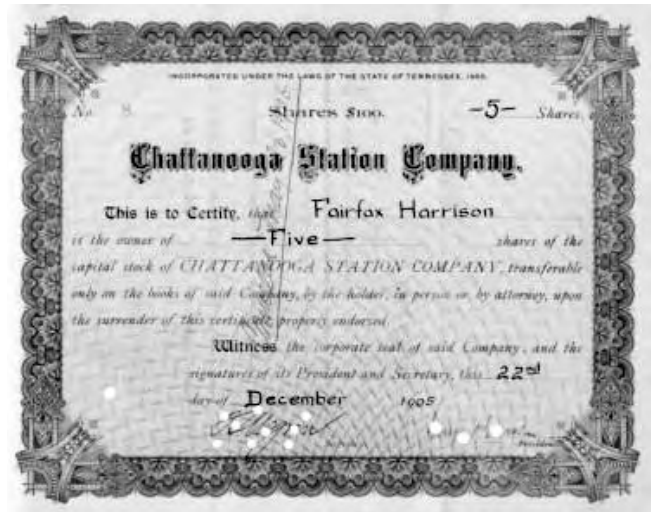 INCORPORATED UNDER THE LAWS OF THE STATE OF TENNESSEE, 1905.
No. 8. Shares $100. -5- Shares.
Chattanooga Station Company.
This is to Certify, that Fairfax Harrison
is the owner of —Five— shares of the
capital stock of CHATTANOOGA STATION COMPANY, transferable
only on the books of said Company, by the holder, in person or, by attorney, upon
the surrender of this certificate properly endorsed.
Witness the corporate seal of said Company, and the
signatures of its President and Secretary, this 22nd
day of December 1905